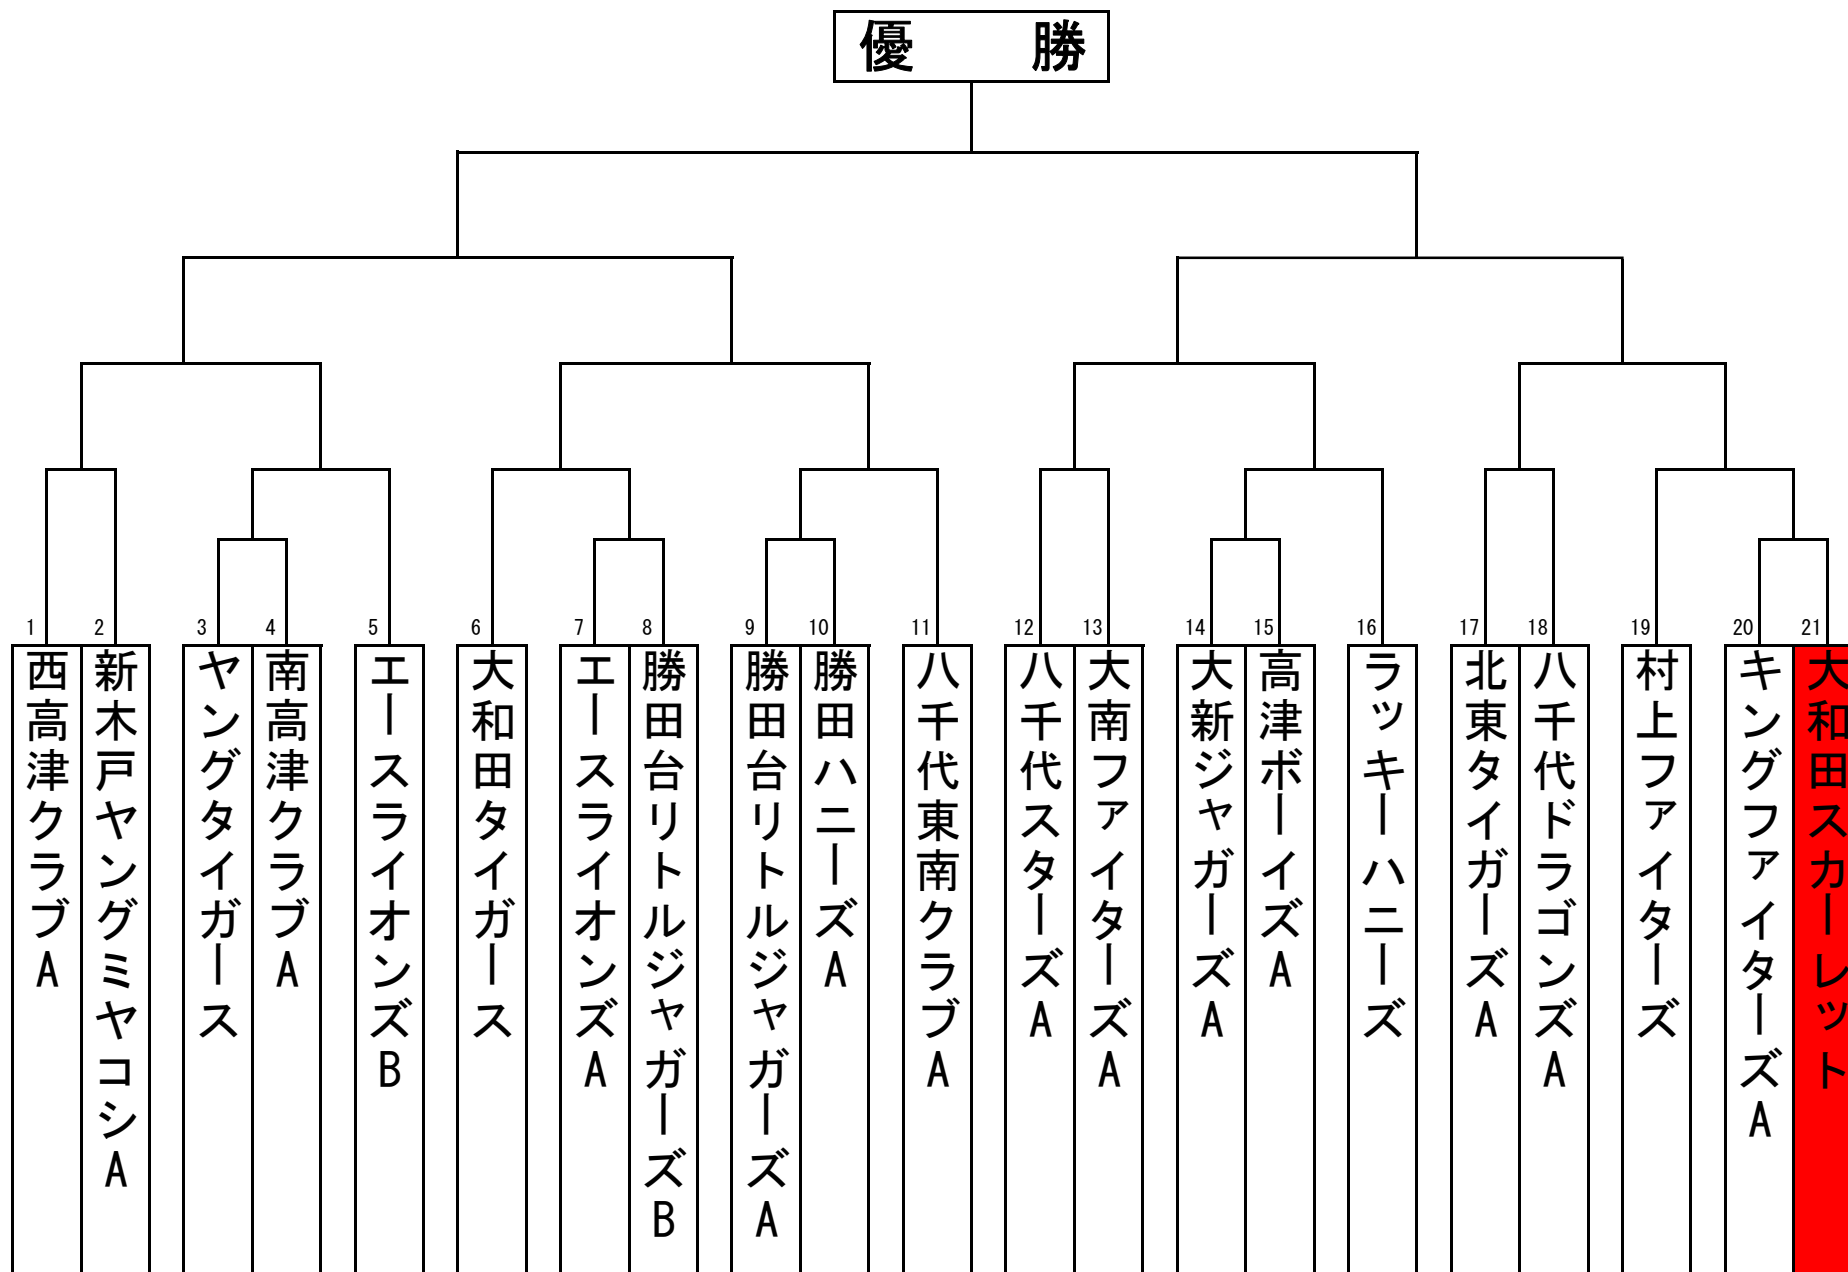 優　勝
1
2
3
4
5
6
7
8
9
10
11
12
13
14
15
16
17
18
19
20
21
西高津クラブA
新木戸ヤングミヤコシA
ヤングタイガース
南高津クラブA
エースライオンズB
大和田タイガース
エースライオンズA
勝田台リトルジャガーズB
勝田台リトルジャガーズA
勝田ハニーズA
八千代東南クラブA
八千代スターズA
大南ファイターズA
大新ジャガーズA
高津ボーイズA
ラッキーハニーズ
北東タイガーズA
八千代ドラゴンズA
村上ファイターズ
キングファイターズA
大和田スカーレット